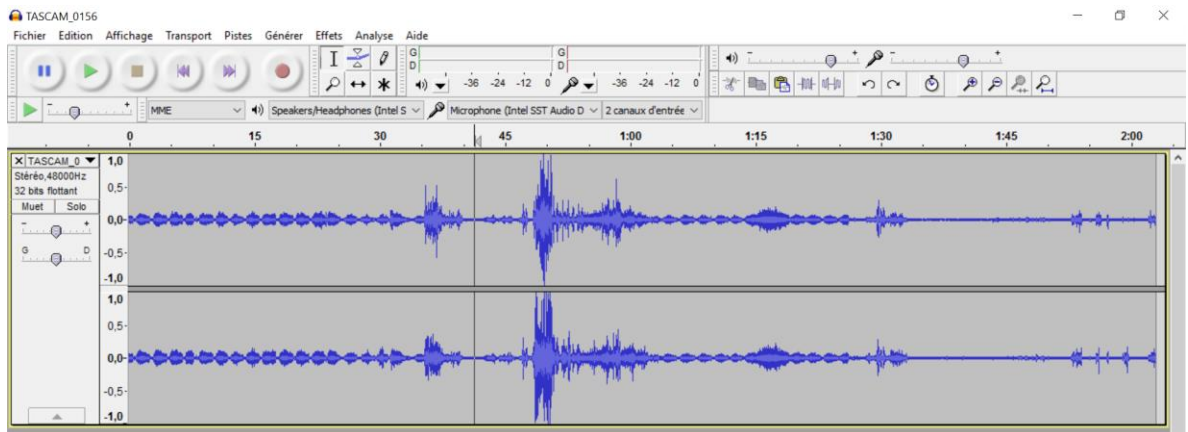 TASCAM_0156
Fichier Edition Affichage Transport Pistes Générer Effets Analyse Aide
G
D
-36 -24 -12 0
G
D
-36 -24 -12 0
MME
Speakers/Headphones (Intel S
Microphone (Intel SST Audio D
2 canaux d'entrée
0 15 30 45 1:00 1:15 1:30 1:45 2:00
TASCAM_0
Stéréo,48000Hz
32 bits flottant
Muet Solo
- +
G D
1,0
0,5-
0,0-
-0,5-
-1,0
1,0
0,5-
0,0-
-0,5-
-1,0